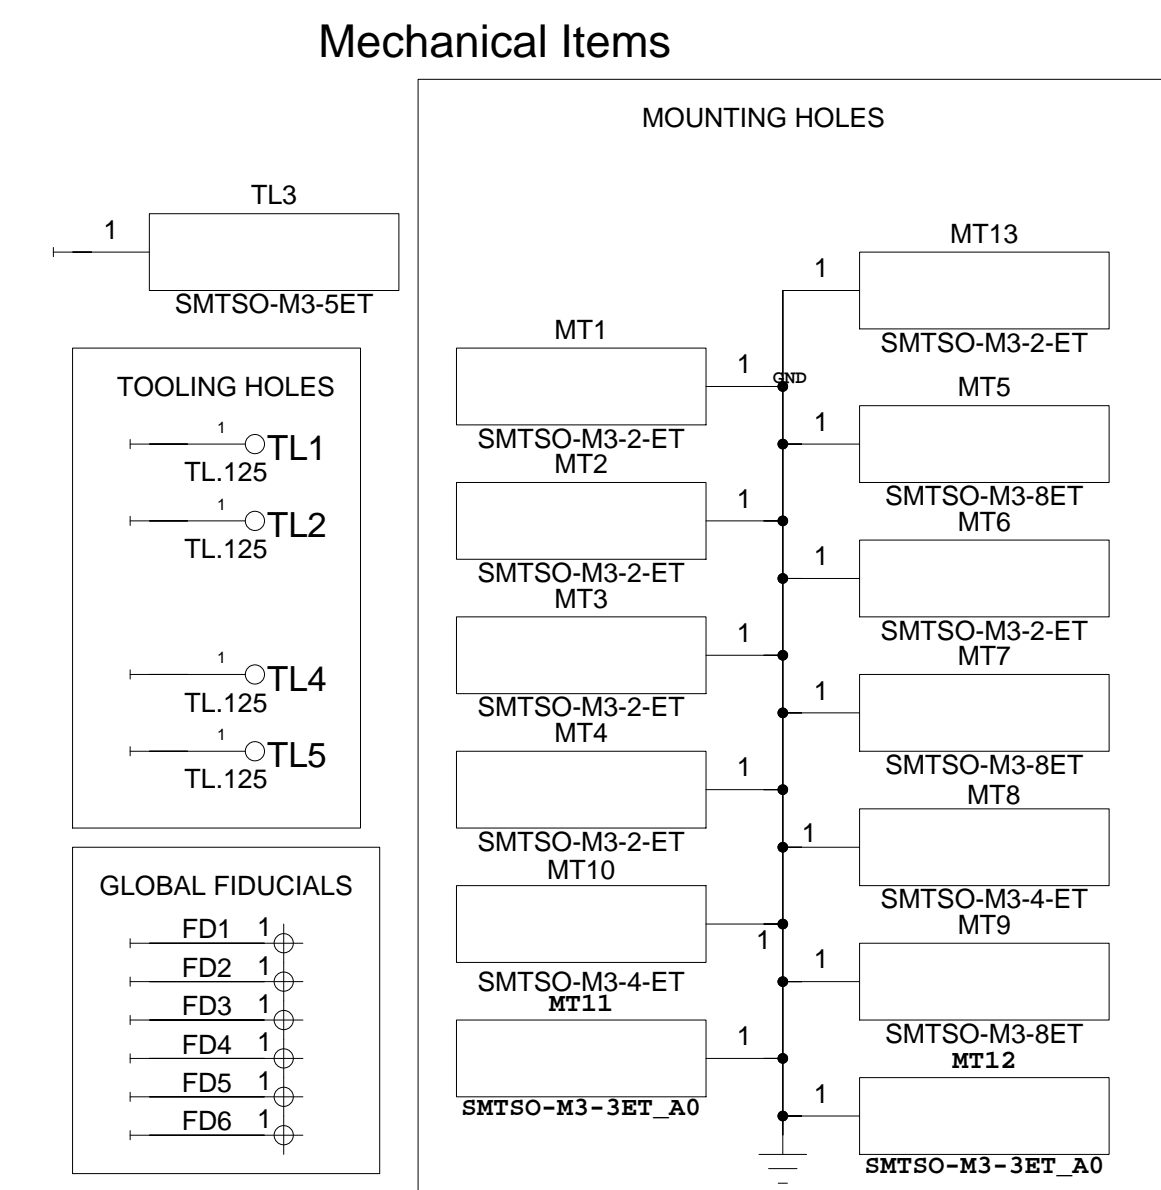 Mechanical Items
MOUNTING HOLES
TL3
1
SMTSO-M3-5ET
TOOLING HOLES
1
TL1
TL.125
1
TL2
TL.125
1
TL4
TL.125
1
TL5
TL.125
GLOBAL FIDUCIALS
FD1 1
FD2 1
FD3 1
FD4 1
FD5 1
FD6 1
MT1
1
SMTSO-M3-2-ET
MT2
1
SMTSO-M3-2-ET
MT3
1
SMTSO-M3-2-ET
MT4
1
SMTSO-M3-2-ET
MT10
1
SMTSO-M3-4-ET
MT11
1
SMTSO-M3-3ET_A0
GND
MT13
1
SMTSO-M3-2-ET
MT5
1
SMTSO-M3-8ET
MT6
1
SMTSO-M3-2-ET
MT7
1
SMTSO-M3-8ET
MT8
1
SMTSO-M3-4-ET
MT9
1
SMTSO-M3-8ET
MT12
1
SMTSO-M3-3ET_A0